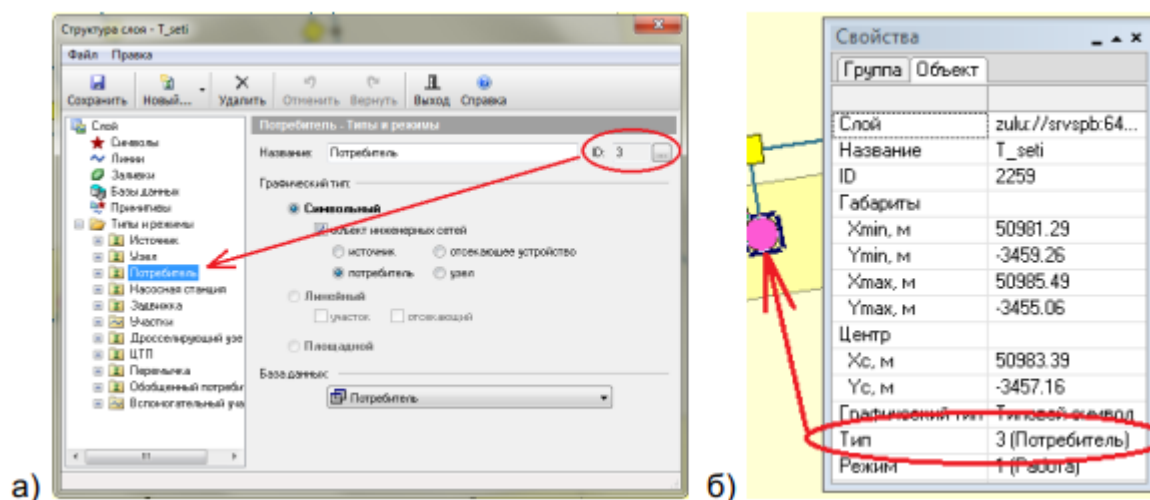 Структура слоя - T_seti
Файл Правка
Сохранить Новый... Удалить Отменить Вернуть Выход Справка
Слой
Символы
Линии
Заливки
Базы данных
Примитивы
Типы и режимы
Источник
Узел
Потребитель
Насосная станция
Задвижка
Участки
Дросселирующий узе
ЦТП
Перемычка
Обобщенный потреби
Вспомогательный уча
Потребитель - Типы и режимы
Название: Потребитель ID: 3 ...
Графический тип:
Символьный
объект инженерных сетей
источник отсекающее устройство
потребитель узел
Линейный
участок отсекающий
Площадной
База данных:
Потребитель
а)
Свойства
Группа Объект
Слой zulu://srvspb:64...
Название T_seti
ID 2259
Габариты
Xmin, м 50981.29
Ymin, м -3459.26
Xmax, м 50985.49
Ymax, м -3455.06
Центр
Xc, м 50983.39
Yc, м -3457.16
Графический тип Типовой символ
Тип 3 (Потребитель)
Режим 1 (Работа)
б)